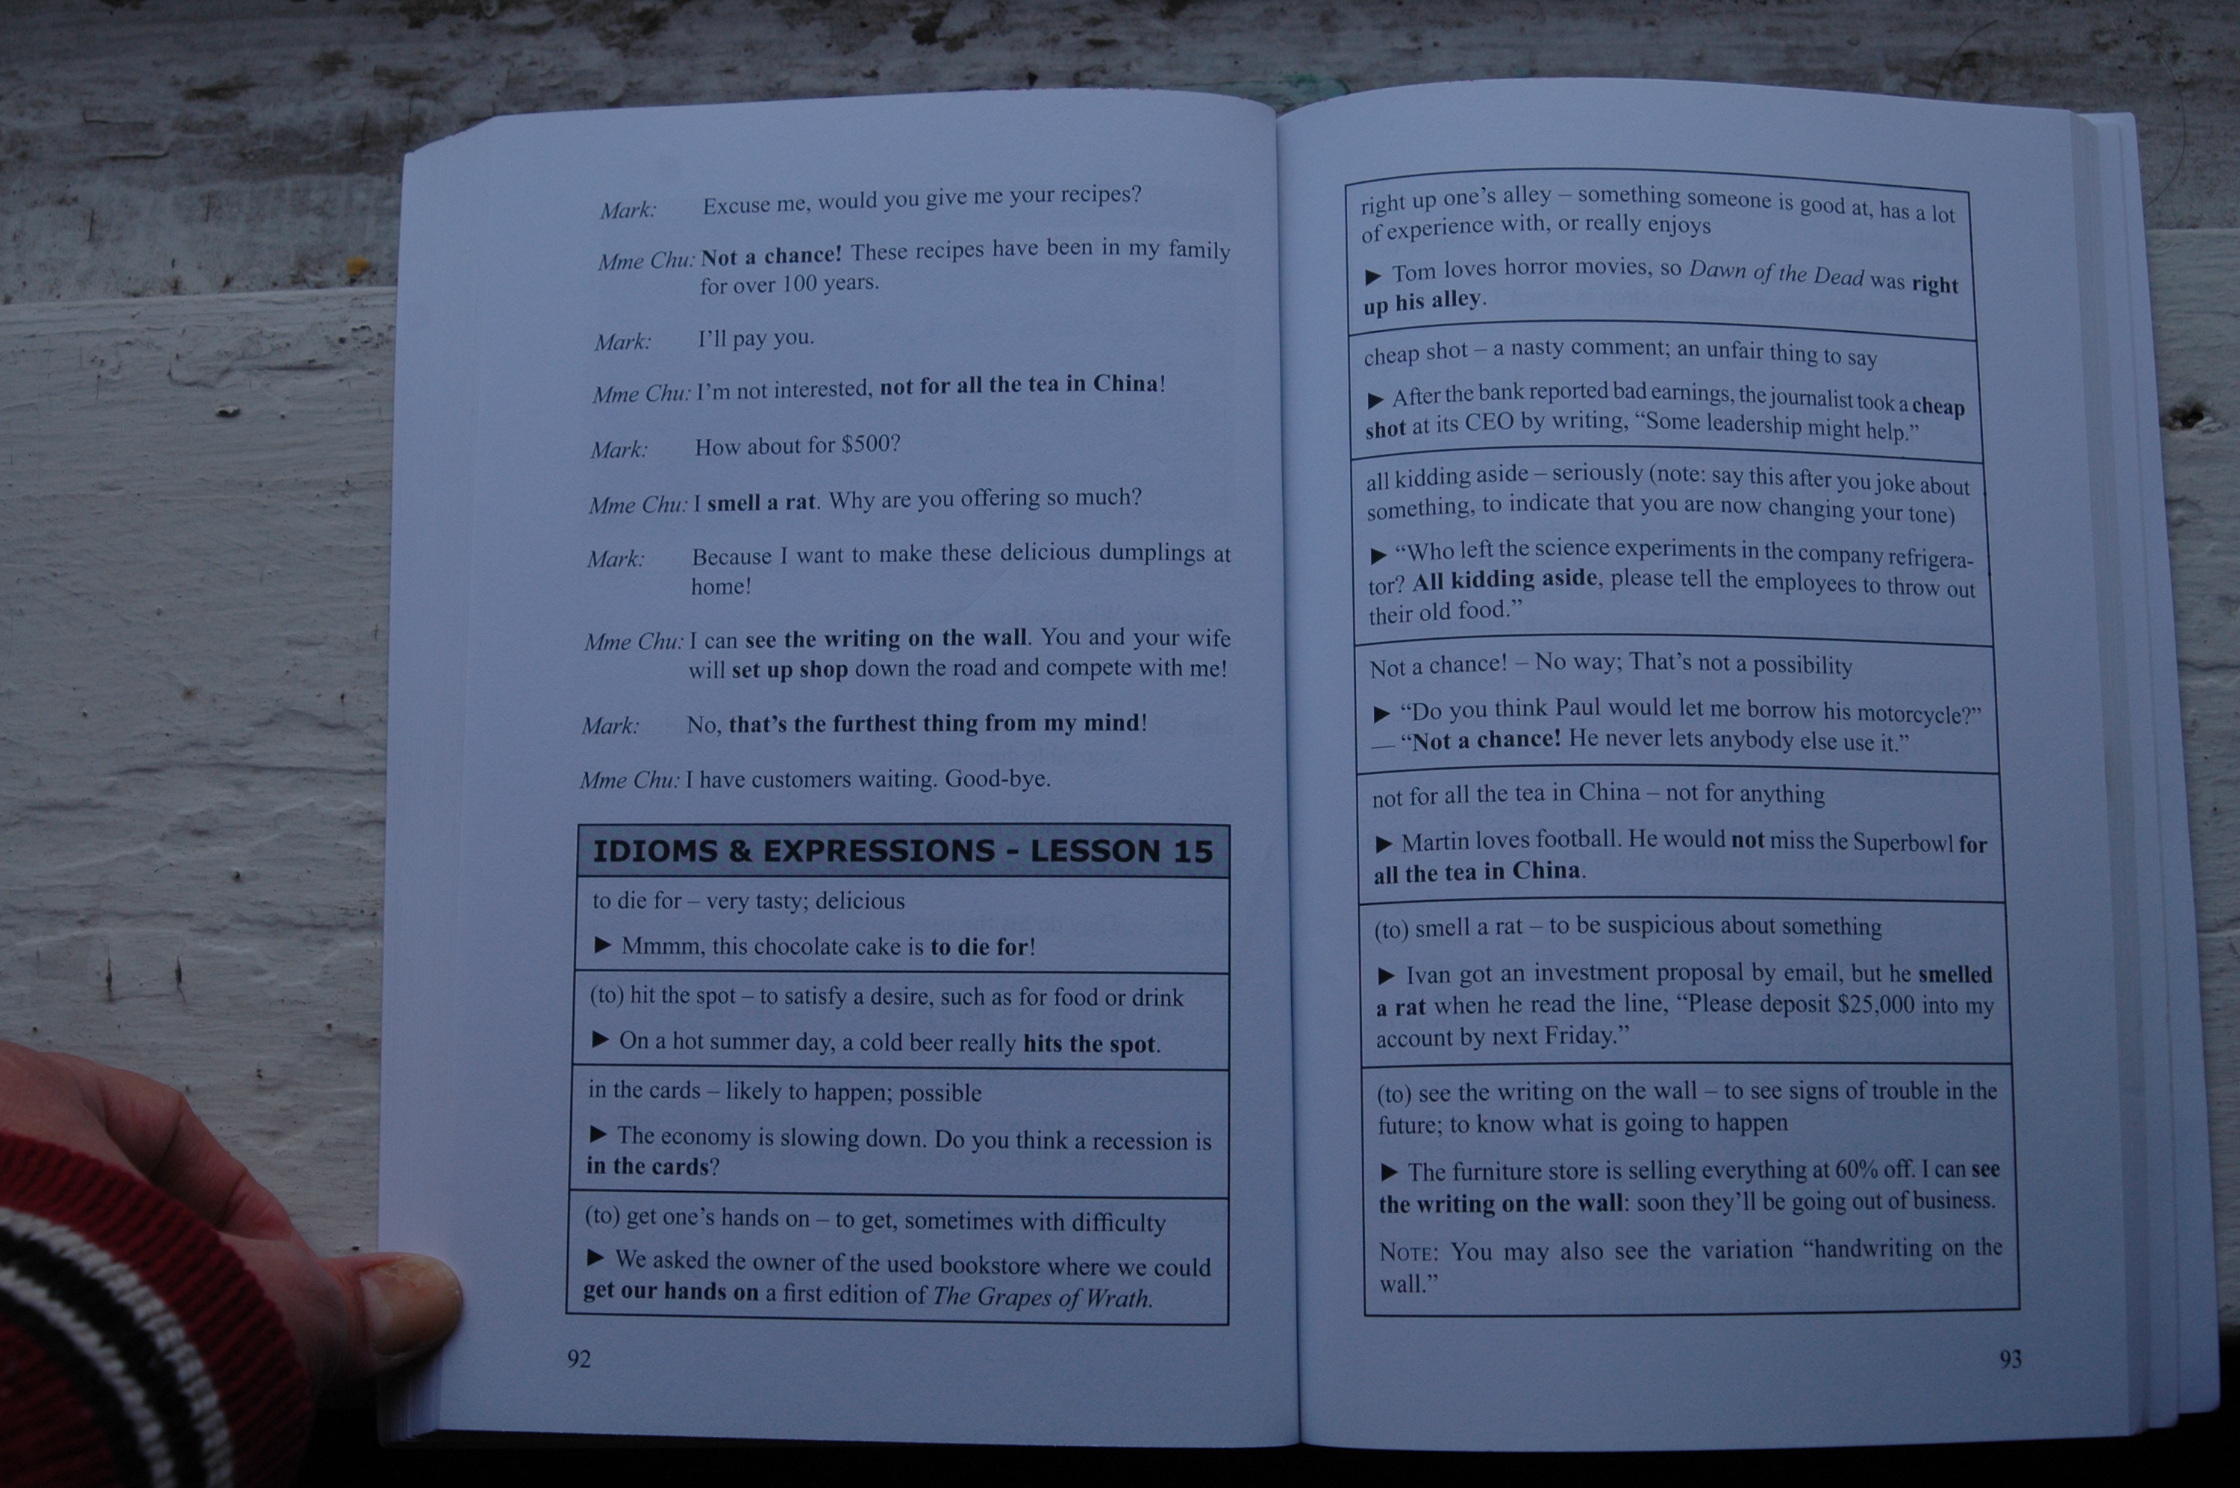 Mark: Excuse me, would you give me your recipes?
Mme Chu: Not a chance! These recipes have been in my family
for over 100 years.
Mark: I'll pay you.
Mme Chu: I'm not interested, not for all the tea in China!
Mark: How about for $500?
Mme Chu: I smell a rat. Why are you offering so much?
Mark: Because I want to make these delicious dumplings at
home!
Mme Chu: I can see the writing on the wall. You and your wife
will set up shop down the road and compete with me!
Mark: No, that's the furthest thing from my mind!
Mme Chu: I have customers waiting. Good-bye.
IDIOMS & EXPRESSIONS - LESSON 15
to die for – very tasty; delicious
► Mmmm, this chocolate cake is to die for!
(to) hit the spot – to satisfy a desire, such as for food or drink
► On a hot summer day, a cold beer really hits the spot.
in the cards – likely to happen; possible
► The economy is slowing down. Do you think a recession is
in the cards?
(to) get one's hands on – to get, sometimes with difficulty
► We asked the owner of the used bookstore where we could
get our hands on a first edition of The Grapes of Wrath.
92
right up one's alley – something someone is good at, has a lot
of experience with, or really enjoys
► Tom loves horror movies, so Dawn of the Dead was right
up his alley.
cheap shot – a nasty comment; an unfair thing to say
► After the bank reported bad earnings, the journalist took a cheap
shot at its CEO by writing, “Some leadership might help.”
all kidding aside – seriously (note: say this after you joke about
something, to indicate that you are now changing your tone)
► “Who left the science experiments in the company refrigera-
tor? All kidding aside, please tell the employees to throw out
their old food.”
Not a chance! – No way; That's not a possibility
► “Do you think Paul would let me borrow his motorcycle?”
— “Not a chance! He never lets anybody else use it.”
not for all the tea in China – not for anything
► Martin loves football. He would not miss the Superbowl for
all the tea in China.
(to) smell a rat – to be suspicious about something
► Ivan got an investment proposal by email, but he smelled
a rat when he read the line, “Please deposit $25,000 into my
account by next Friday.”
(to) see the writing on the wall – to see signs of trouble in the
future; to know what is going to happen
► The furniture store is selling everything at 60% off. I can see
the writing on the wall: soon they'll be going out of business.
NOTE: You may also see the variation “handwriting on the
wall.”
93